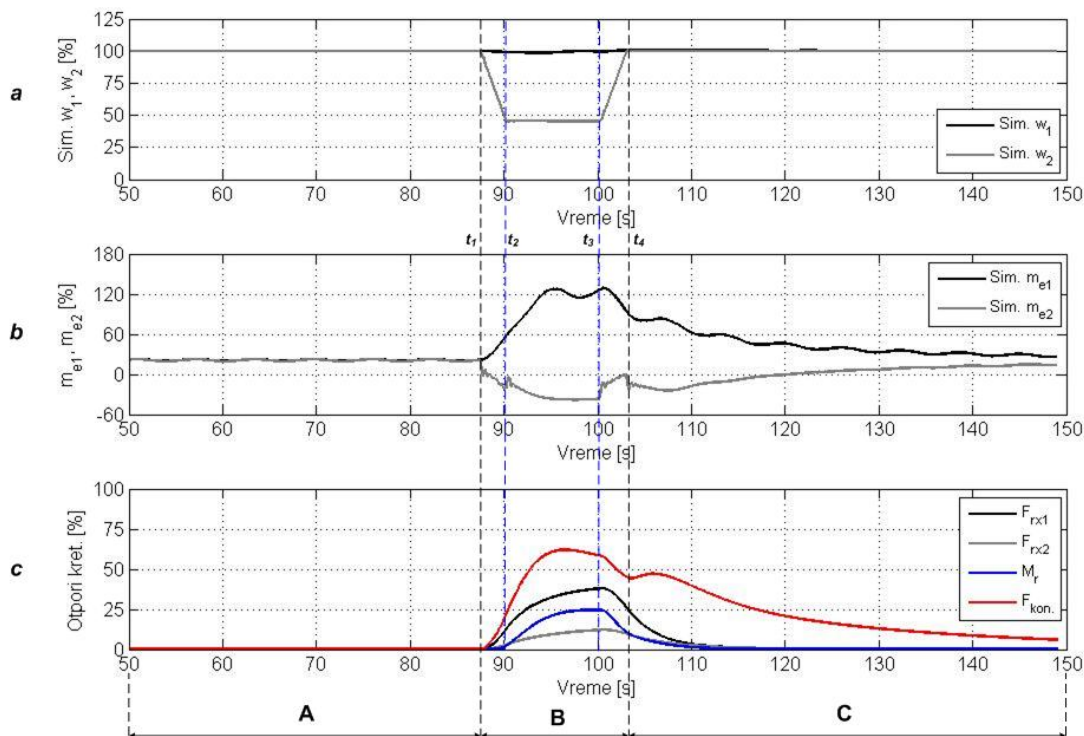 a
Sim. w1, w2 [%]
125
100
75
50
25
0
Sim. w1
Sim. w2
50 60 70 80 90 100 110 120 130 140 150
Vreme [s]
t1 t2 t3 t4
b
me1, me2 [%]
180
120
60
0
-60
Sim. me1
Sim. me2
50 60 70 80 90 100 110 120 130 140 150
Vreme [s]
c
Otpori kret. [%]
100
75
50
25
0
Frx1
Frx2
Mr
Fkon.
50 60 70 80 90 100 110 120 130 140 150
Vreme [s]
A B C